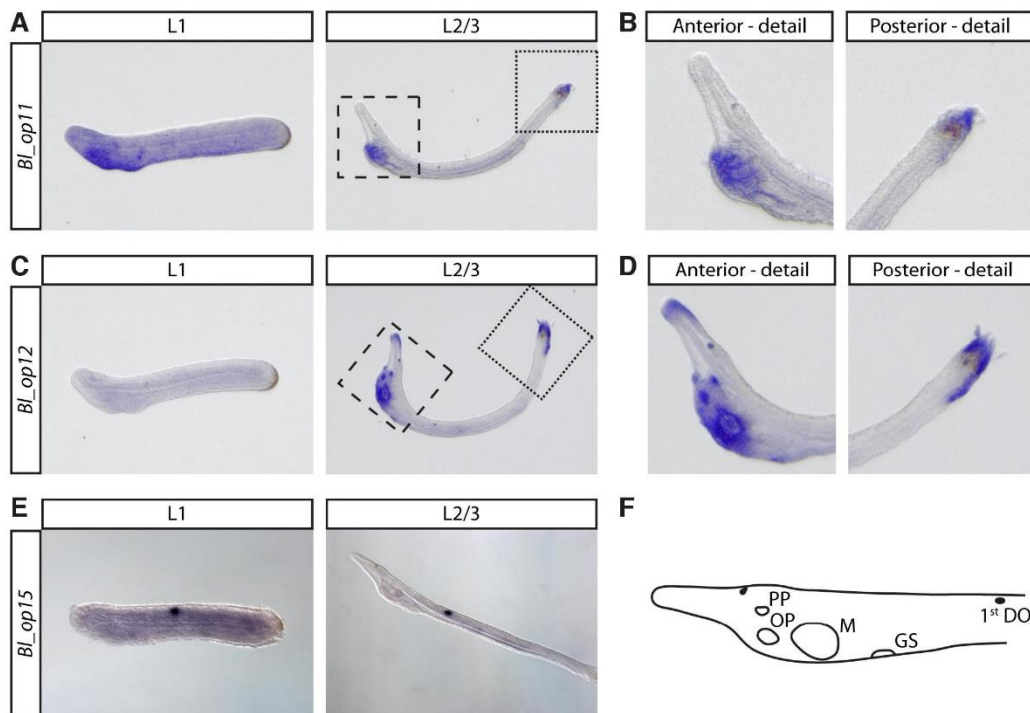 A
L1
L2/3
Bl_op11
B
Anterior - detail
Posterior - detail
C
L1
L2/3
Bl_op12
D
Anterior - detail
Posterior - detail
E
L1
L2/3
Bl_op15
F
PP
OP
M
GS
1st DO